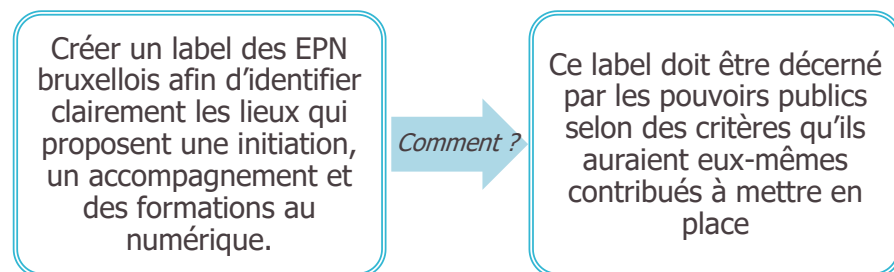 Créer un label des EPN
bruxellois afin d’identifier
clairement les lieux qui
proposent une initiation,
un accompagnement et
des formations au
numérique.
Comment ?
Ce label doit être décerné
par les pouvoirs publics
selon des critères qu’ils
auraient eux-mêmes
contribués à mettre en
place